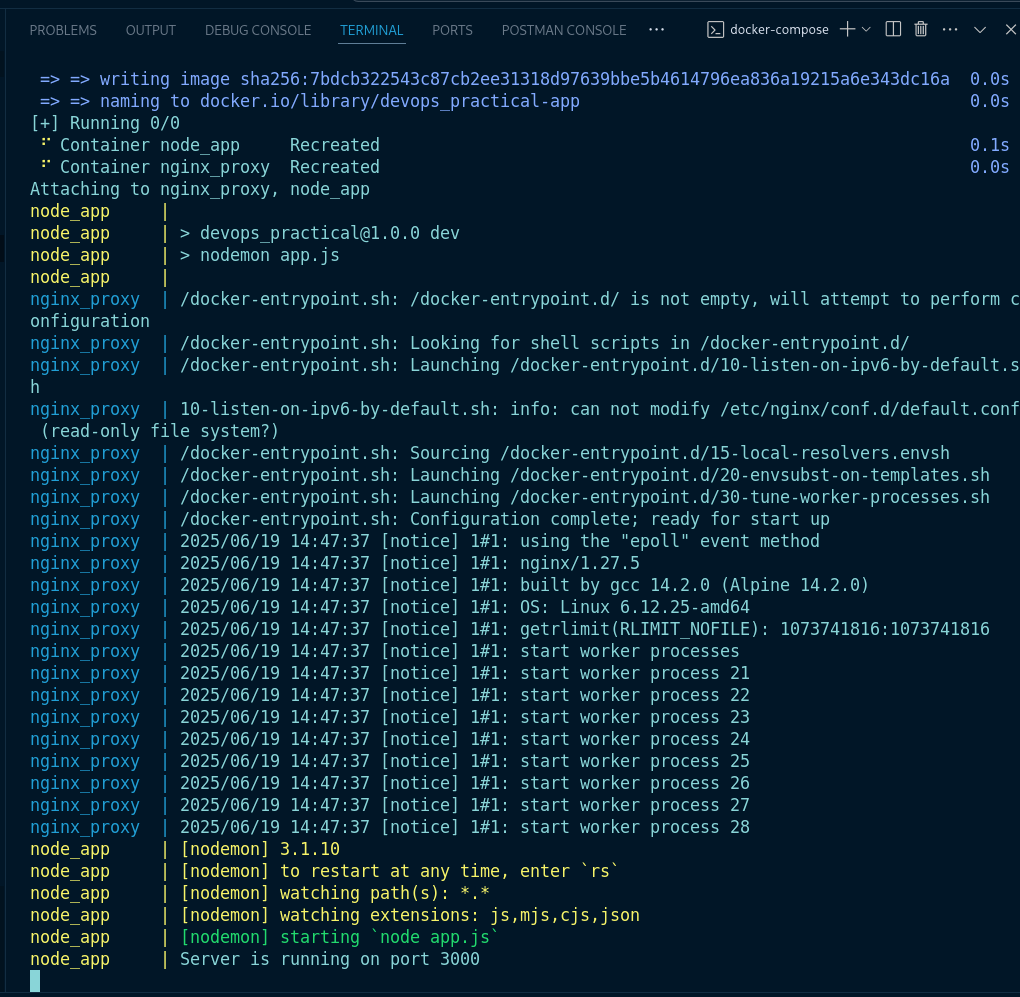 PROBLEMS OUTPUT DEBUG CONSOLE TERMINAL PORTS POSTMAN CONSOLE ··· docker-compose
=> => writing image sha256:7bdcb322543c87cb2ee31318d97639bbe5b4614796ea836a19215a6e343dc16a 0.0s
=> => naming to docker.io/library/devops_practical-app 0.0s
[+] Running 0/0
⠋ Container node_app Recreated 0.1s
⠋ Container nginx_proxy Recreated 0.0s
Attaching to nginx_proxy, node_app
node_app |
node_app | > devops_practical@1.0.0 dev
node_app | > nodemon app.js
node_app |
nginx_proxy | /docker-entrypoint.sh: /docker-entrypoint.d/ is not empty, will attempt to perform c
onfiguration
nginx_proxy | /docker-entrypoint.sh: Looking for shell scripts in /docker-entrypoint.d/
nginx_proxy | /docker-entrypoint.sh: Launching /docker-entrypoint.d/10-listen-on-ipv6-by-default.s
h
nginx_proxy | 10-listen-on-ipv6-by-default.sh: info: can not modify /etc/nginx/conf.d/default.conf
(read-only file system?)
nginx_proxy | /docker-entrypoint.sh: Sourcing /docker-entrypoint.d/15-local-resolvers.envsh
nginx_proxy | /docker-entrypoint.sh: Launching /docker-entrypoint.d/20-envsubst-on-templates.sh
nginx_proxy | /docker-entrypoint.sh: Launching /docker-entrypoint.d/30-tune-worker-processes.sh
nginx_proxy | /docker-entrypoint.sh: Configuration complete; ready for start up
nginx_proxy | 2025/06/19 14:47:37 [notice] 1#1: using the "epoll" event method
nginx_proxy | 2025/06/19 14:47:37 [notice] 1#1: nginx/1.27.5
nginx_proxy | 2025/06/19 14:47:37 [notice] 1#1: built by gcc 14.2.0 (Alpine 14.2.0)
nginx_proxy | 2025/06/19 14:47:37 [notice] 1#1: OS: Linux 6.12.25-amd64
nginx_proxy | 2025/06/19 14:47:37 [notice] 1#1: getrlimit(RLIMIT_NOFILE): 1073741816:1073741816
nginx_proxy | 2025/06/19 14:47:37 [notice] 1#1: start worker processes
nginx_proxy | 2025/06/19 14:47:37 [notice] 1#1: start worker process 21
nginx_proxy | 2025/06/19 14:47:37 [notice] 1#1: start worker process 22
nginx_proxy | 2025/06/19 14:47:37 [notice] 1#1: start worker process 23
nginx_proxy | 2025/06/19 14:47:37 [notice] 1#1: start worker process 24
nginx_proxy | 2025/06/19 14:47:37 [notice] 1#1: start worker process 25
nginx_proxy | 2025/06/19 14:47:37 [notice] 1#1: start worker process 26
nginx_proxy | 2025/06/19 14:47:37 [notice] 1#1: start worker process 27
nginx_proxy | 2025/06/19 14:47:37 [notice] 1#1: start worker process 28
node_app | [nodemon] 3.1.10
node_app | [nodemon] to restart at any time, enter `rs`
node_app | [nodemon] watching path(s): *.*
node_app | [nodemon] watching extensions: js,mjs,cjs,json
node_app | [nodemon] starting `node app.js`
node_app | Server is running on port 3000